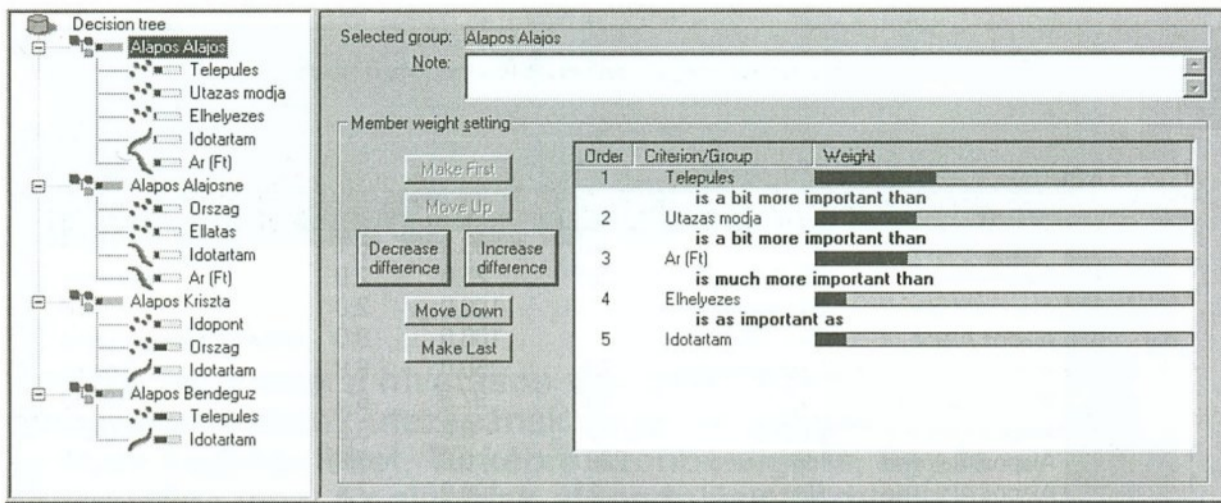 Decision tree
Alapos Alajos
Telepules
Utazas modja
Elhelyezes
Idotartam
Ar (Ft)
Alapos Alajosne
Orszag
Ellatas
Idotartam
Ar (Ft)
Alapos Kriszta
Idopont
Orszag
Idotartam
Alapos Bendeguz
Telepules
Idotartam
Selected group: Alapos Alajos
Note:
Member weight setting
Make First
Move Up
Decrease difference
Increase difference
Move Down
Make Last
Order Criterion/Group Weight
1 Telepules
is a bit more important than
2 Utazas modja
is a bit more important than
3 Ar (Ft)
is much more important than
4 Elhelyezes
is as important as
5 Idotartam